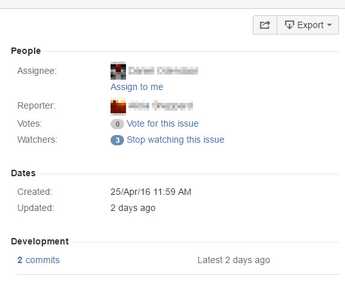 Export
People
Assignee:
Assign to me
Reporter:
Votes: 0 Vote for this issue
Watchers: 3 Stop watching this issue
Dates
Created: 25/Apr/16 11:59 AM
Updated: 2 days ago
Development
2 commits Latest 2 days ago